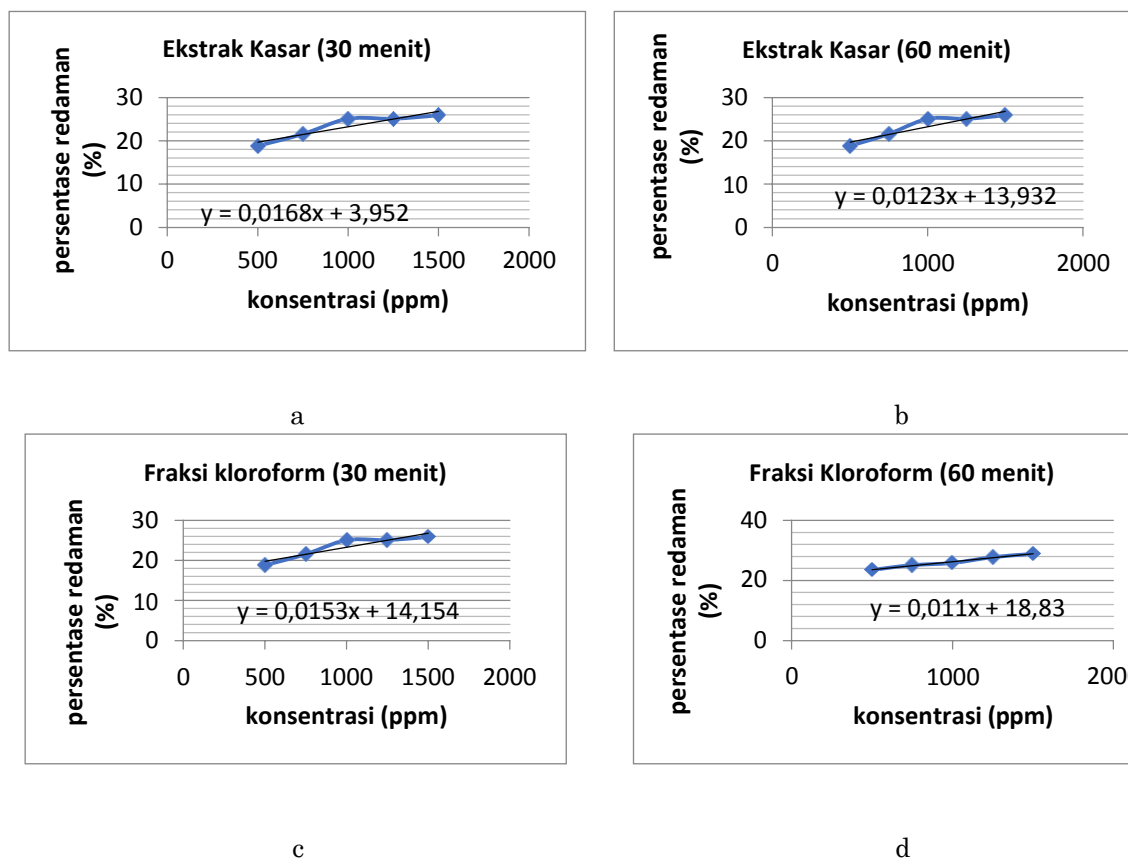 Ekstrak Kasar (30 menit)
persentase redaman
(%)
30
20
10
0
y = 0,0168x + 3,952
0 500 1000 1500 2000
konsentrasi (ppm)
a
Ekstrak Kasar (60 menit)
persentase redaman
(%)
30
20
10
0
y = 0,0123x + 13,932
0 1000 2000
konsentrasi (ppm)
b
Fraksi kloroform (30 menit)
persentase redaman
(%)
30
20
10
0
y = 0,0153x + 14,154
0 500 1000 1500 2000
konsentrasi (ppm)
c
Fraksi Kloroform (60 menit)
persentase redaman
(%)
40
20
0
y = 0,011x + 18,83
0 1000 200
konsentrasi (ppm)
d